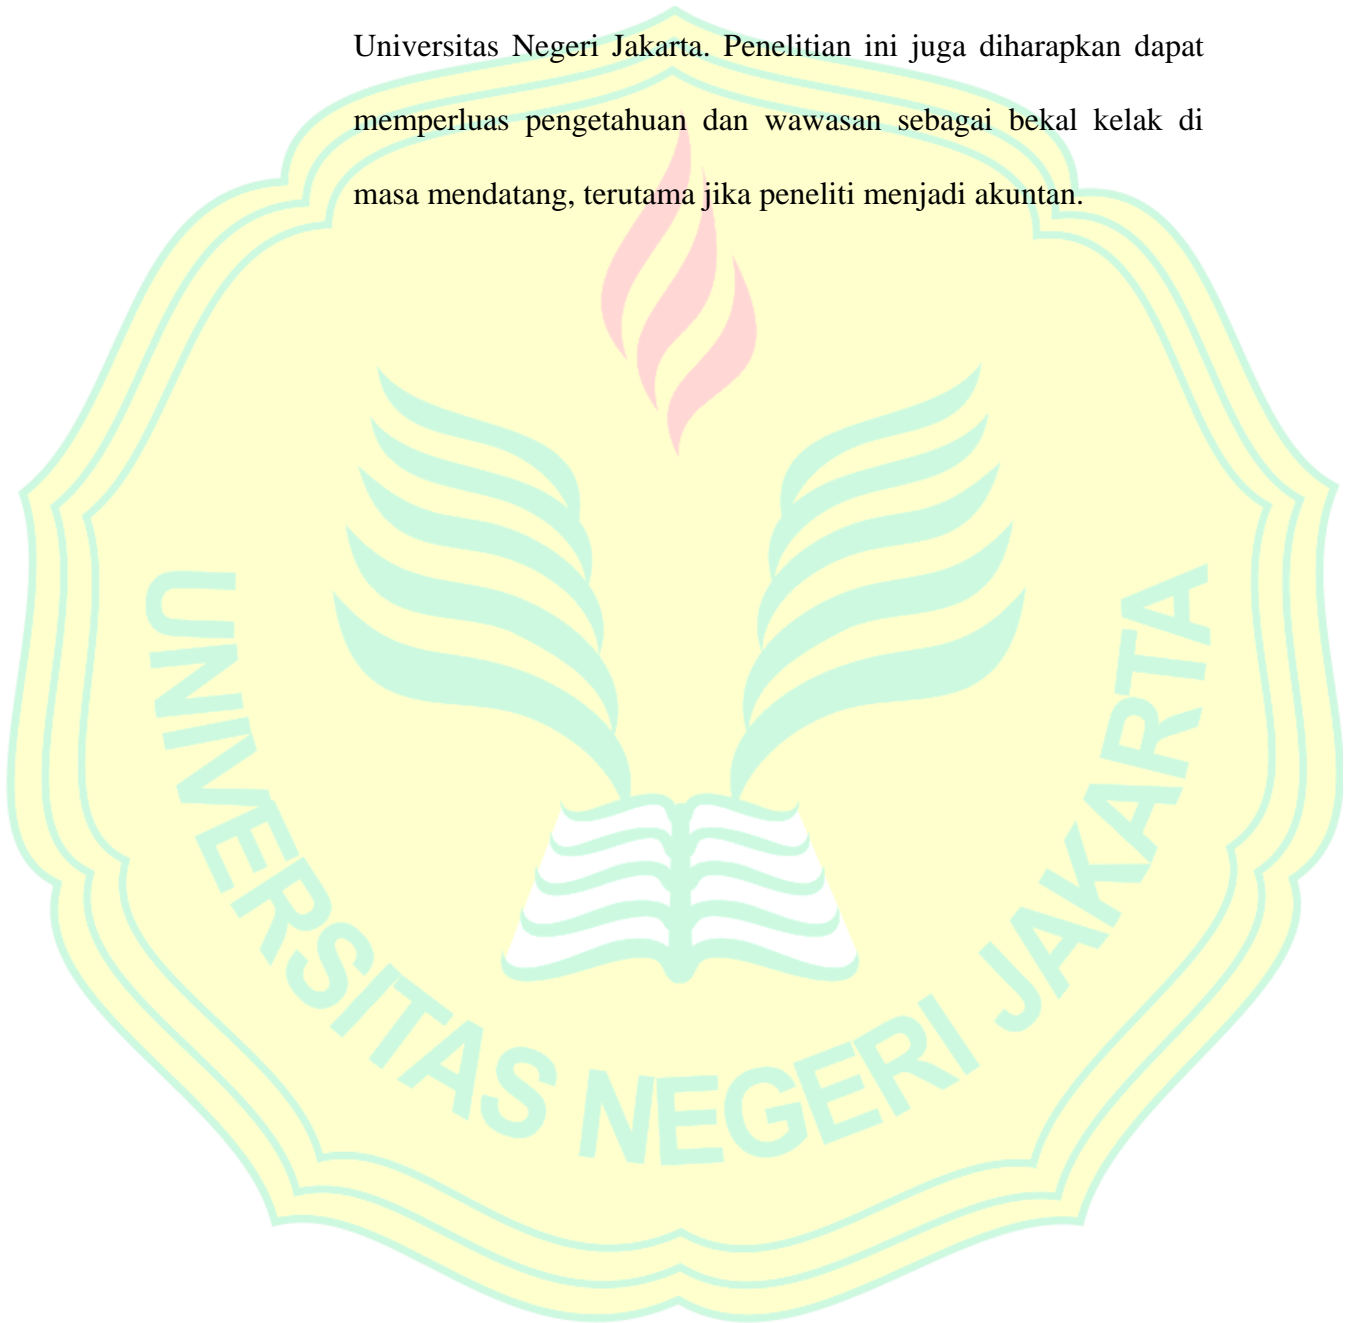 Universitas Negeri Jakarta. Penelitian ini juga diharapkan dapat
memperluas pengetahuan dan wawasan sebagai bekal kelak di
masa mendatang, terutama jika peneliti menjadi akuntan.
UNIVERSITAS NEGERI JAKARTA